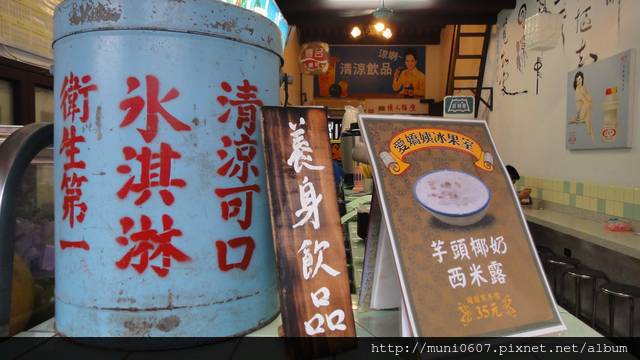 清涼可口
氷淇淋
衛生第一
養身飲品
愛嬌姨冰果室
芋頭椰奶
西米露
35元
清涼飲品
http://muni0607.pixnet.net/album